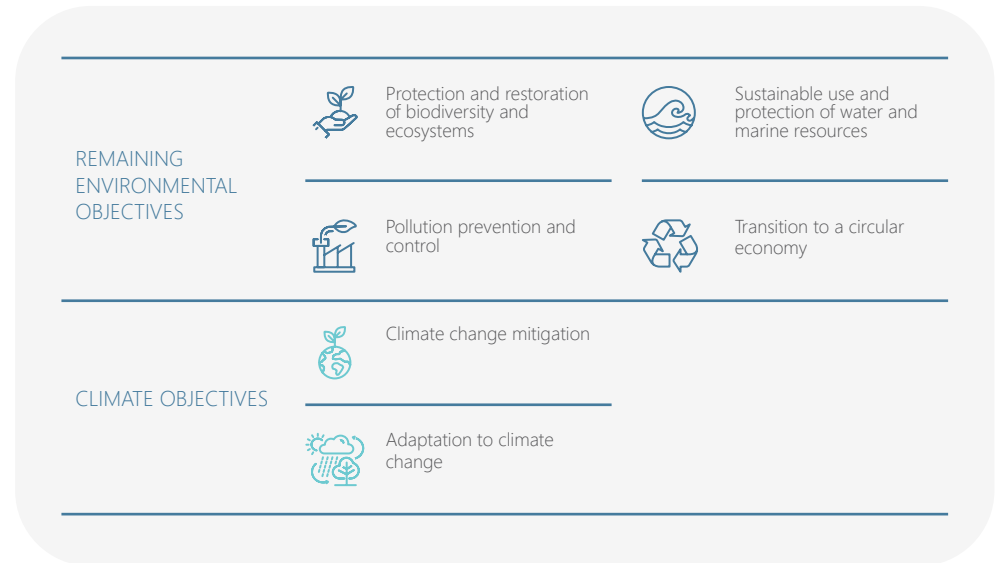 REMAINING
ENVIRONMENTAL
OBJECTIVES
Protection and restoration
of biodiversity and
ecosystems
Sustainable use and
protection of water and
marine resources
Pollution prevention and
control
Transition to a circular
economy
CLIMATE OBJECTIVES
Climate change mitigation
Adaptation to climate
change